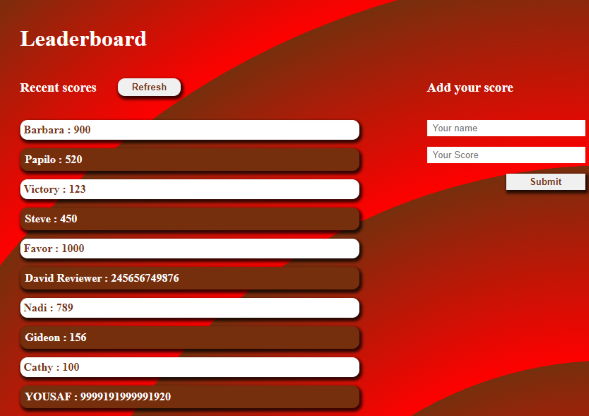 Leaderboard
Recent scores
Refresh
Barbara : 900
Papilo : 520
Victory : 123
Steve : 450
Favor : 1000
David Reviewer : 245656749876
Nadi : 789
Gideon : 156
Cathy : 100
YOUSAF : 9999191999991920
Add your score
Your name
Your Score
Submit